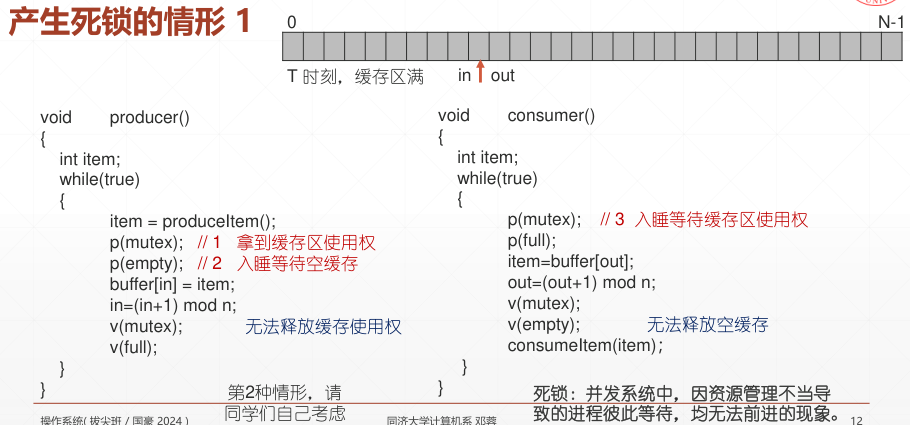 产生死锁的情形 1
0 N-1
T 时刻，缓存区满 in out
void producer()
{
int item;
while(true)
{
item = produceItem();
p(mutex); // 1 拿到缓存区使用权
p(empty); // 2 入睡等待空缓存
buffer[in] = item;
in=(in+1) mod n;
v(mutex); 无法释放缓存使用权
v(full);
}
}
void consumer()
{
int item;
while(true)
{
p(mutex); // 3 入睡等待缓存区使用权
p(full);
item=buffer[out];
out=(out+1) mod n;
v(mutex);
v(empty); 无法释放空缓存
consumeItem(item);
}
}
第2种情形，请
同学们自己考虑
死锁：并发系统中，因资源管理不当导
致的进程彼此等待，均无法前进的现象。
操作系统( 拔尖班 / 国豪 2024 ) 同济大学计算机系 邓蓉 12